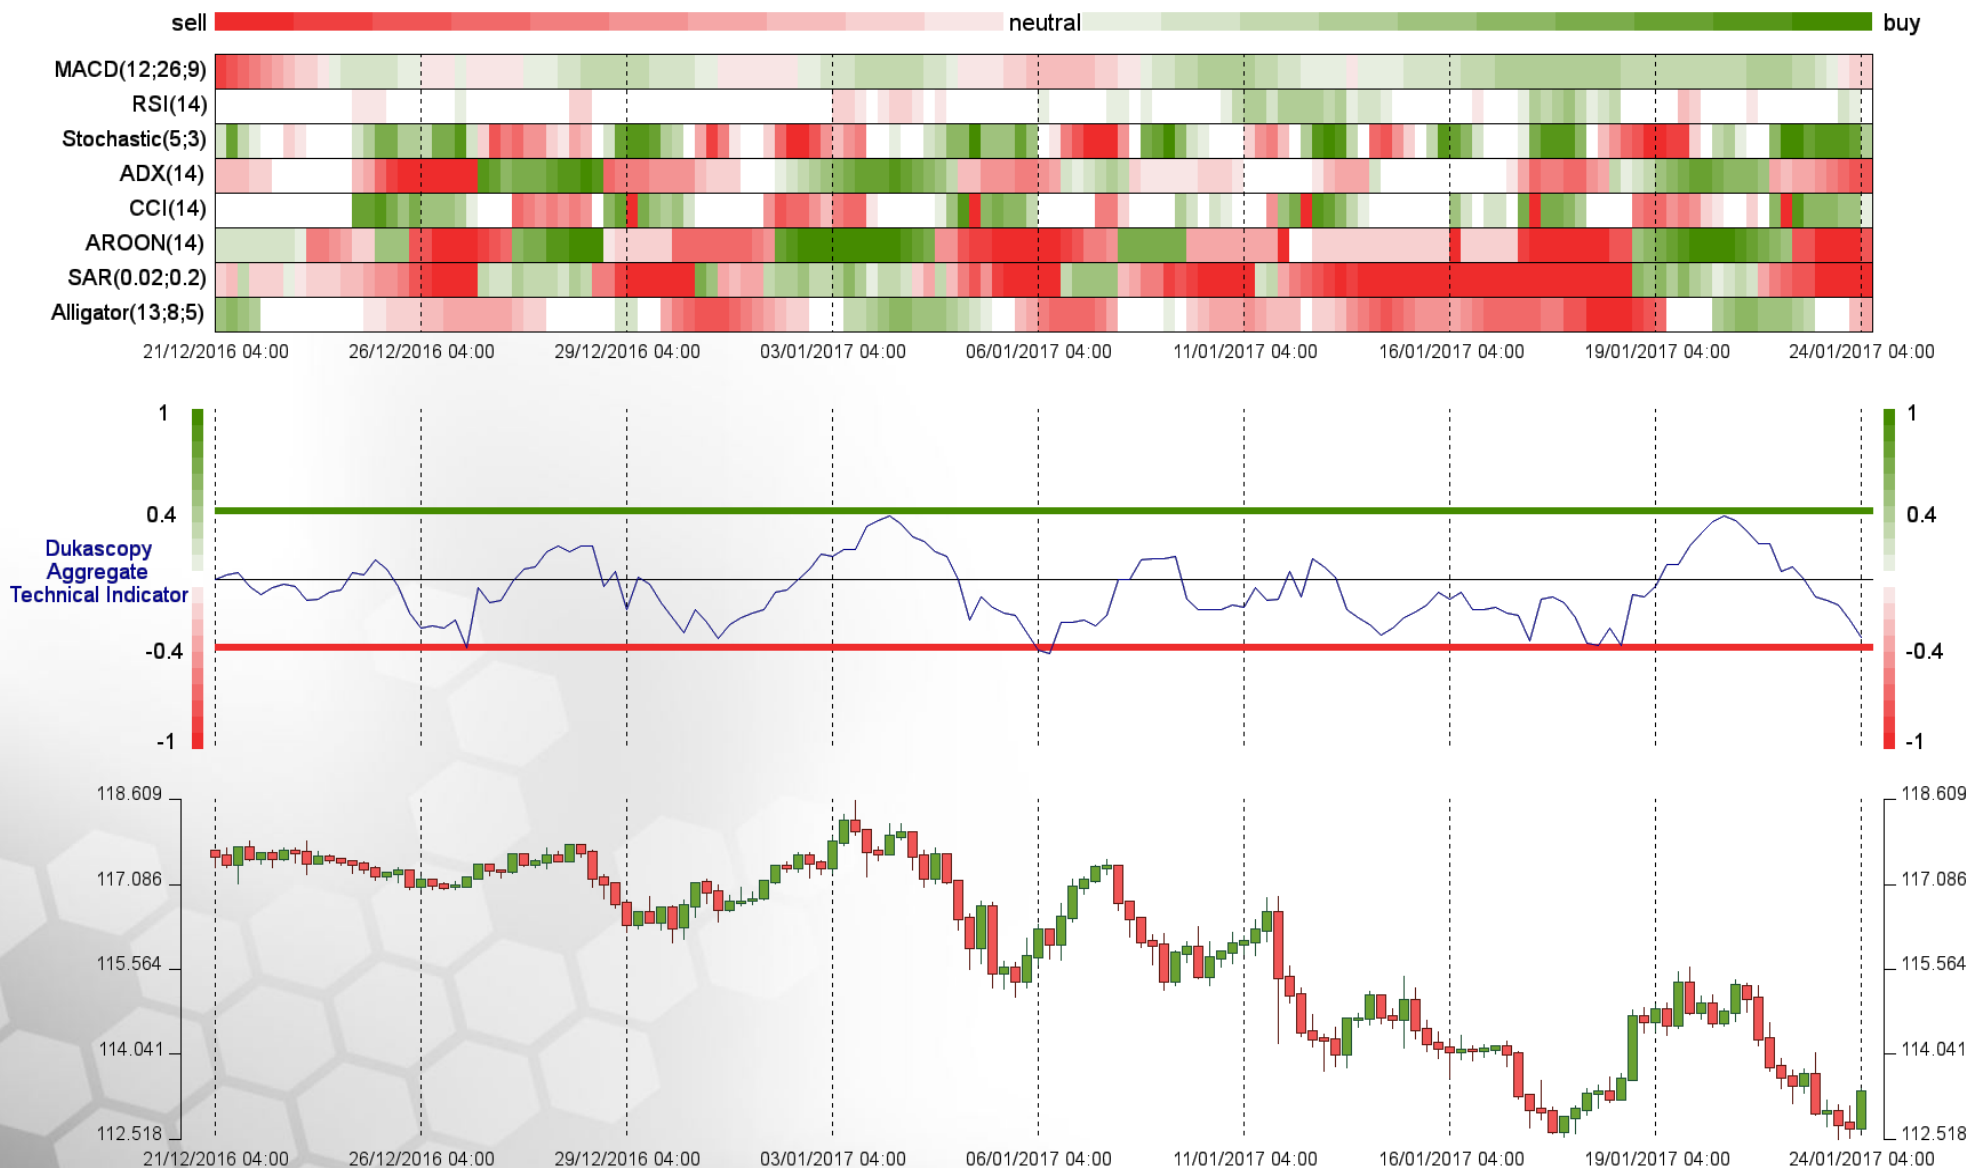 sell neutral buy
MACD(12;26;9)
RSI(14)
Stochastic(5;3)
ADX(14)
CCI(14)
AROON(14)
SAR(0.02;0.2)
Alligator(13;8;5)
21/12/2016 04:00 26/12/2016 04:00 29/12/2016 04:00 03/01/2017 04:00 06/01/2017 04:00 11/01/2017 04:00 16/01/2017 04:00 19/01/2017 04:00 24/01/2017 04:00
1 1
0.4 0.4
Dukascopy
Aggregate
Technical Indicator
-0.4 -0.4
-1 -1
118.609 118.609
117.086 117.086
115.564 115.564
114.041 114.041
112.518 112.518
21/12/2016 04:00 26/12/2016 04:00 29/12/2016 04:00 03/01/2017 04:00 06/01/2017 04:00 11/01/2017 04:00 16/01/2017 04:00 19/01/2017 04:00 24/01/2017 04:00